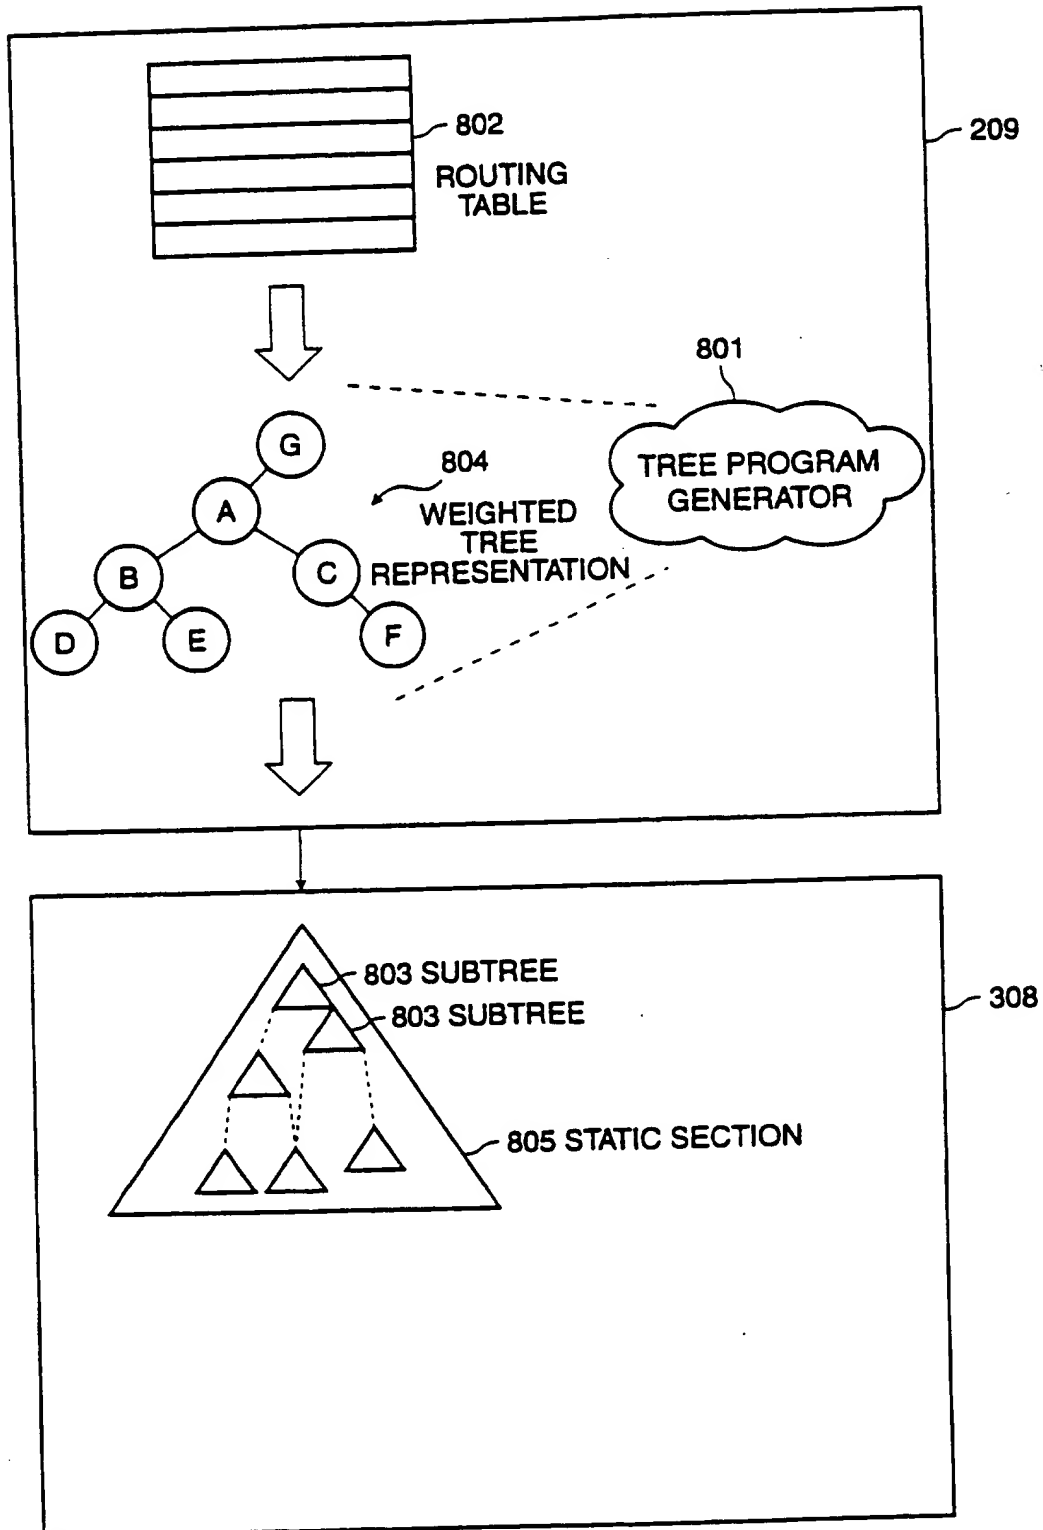 802
ROUTING
TABLE
209
801
TREE PROGRAM
GENERATOR
G
804
WEIGHTED
TREE
REPRESENTATION
A
B
C
D
E
F
803 SUBTREE
803 SUBTREE
308
805 STATIC SECTION